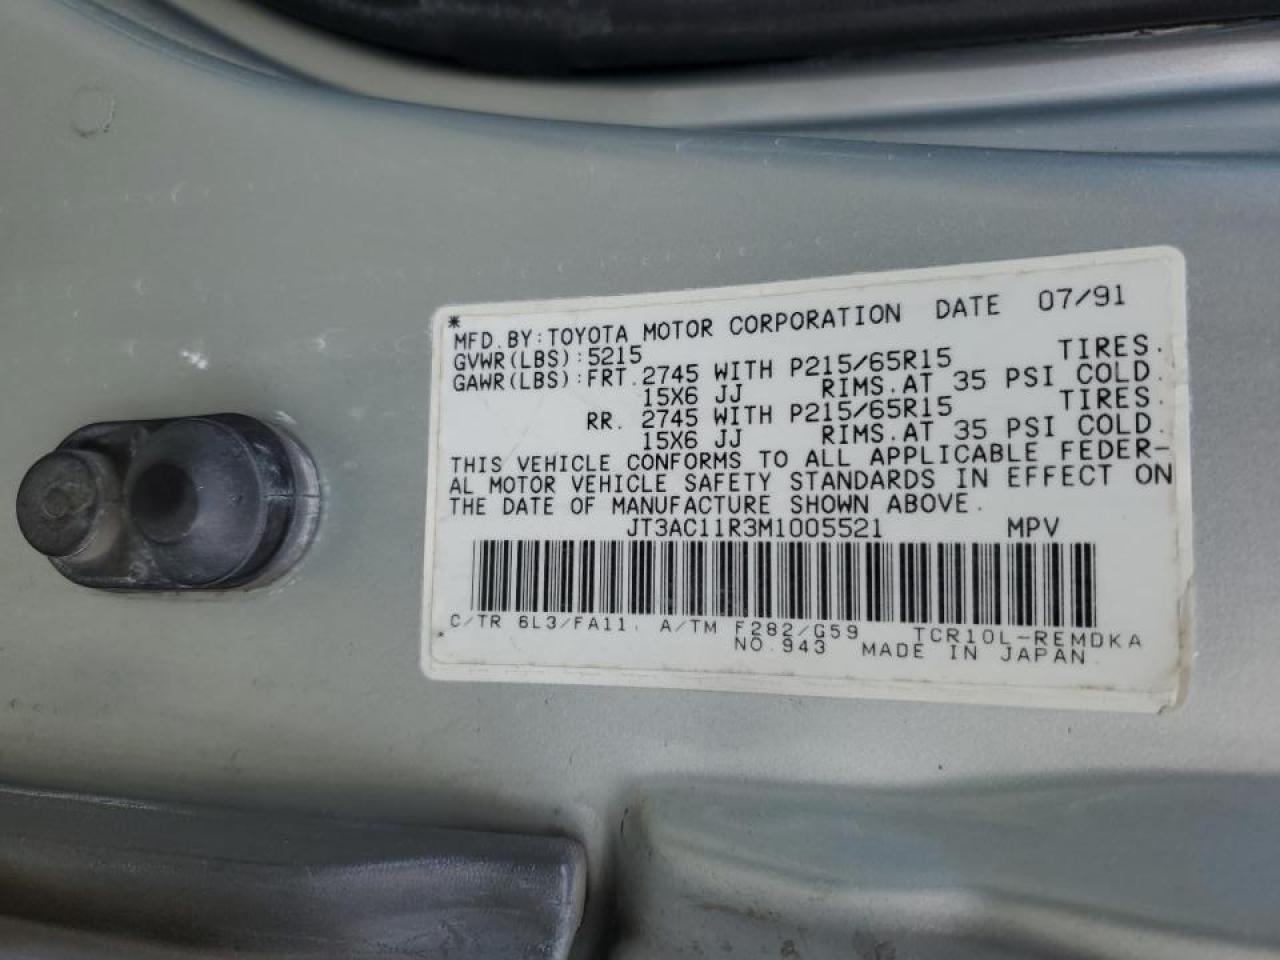 * MFD. BY: TOYOTA MOTOR CORPORATION DATE 07/91
GVWR(LBS): 5215
GAWR(LBS): FRT. 2745 WITH P215/65R15 TIRES.
15X6 JJ RIMS. AT 35 PSI COLD.
RR. 2745 WITH P215/65R15 TIRES.
15X6 JJ RIMS. AT 35 PSI COLD.
THIS VEHICLE CONFORMS TO ALL APPLICABLE FEDER-
AL MOTOR VEHICLE SAFETY STANDARDS IN EFFECT ON
THE DATE OF MANUFACTURE SHOWN ABOVE.
JT3AC11R3M1005521 MPV
C/TR 6L3/FA11. A/TM F282/G59 TCR10L-REMDKA
* NO.943 MADE IN JAPAN